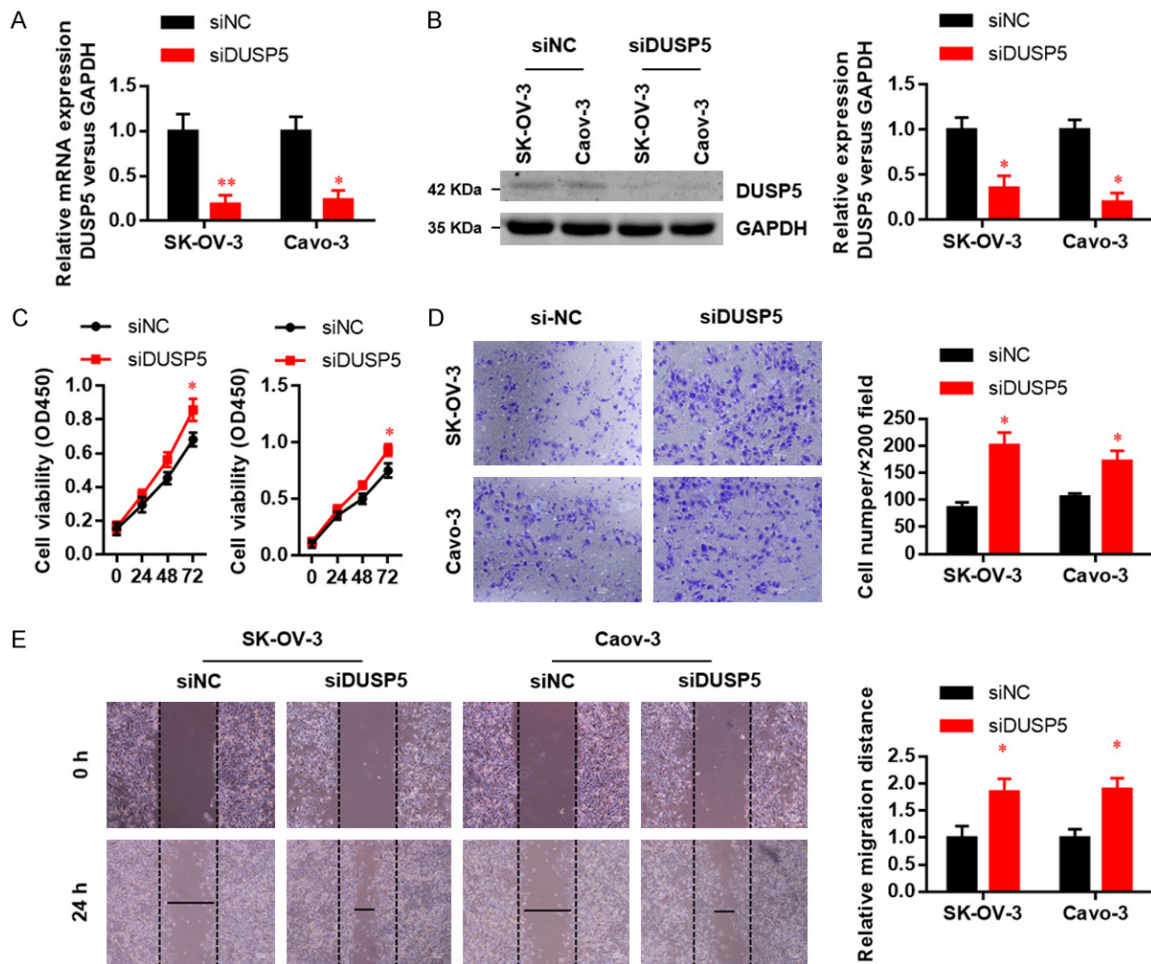 A
siNC
siDUSP5
Relative mRNA expression
DUSP5 versus GAPDH
1.5
1.0
0.5
0.0
**
*
SK-OV-3
Cavo-3
B
siNC
siDUSP5
SK-OV-3
Caov-3
SK-OV-3
Caov-3
42 KDa
DUSP5
35 KDa
GAPDH
siNC
siDUSP5
Relative expression
DUSP5 versus GAPDH
1.5
1.0
0.5
0.0
*
*
SK-OV-3
Cavo-3
C
siNC
siDUSP5
Cell viability (OD450)
1.0
0.8
0.6
0.4
0.2
0.0
*
0 24 48 72
siNC
siDUSP5
Cell viability (OD450)
1.5
1.0
0.5
0.0
*
0 24 48 72
D
si-NC
siDUSP5
SK-OV-3
Cavo-3
siNC
siDUSP5
Cell numper/×200 field
250
200
150
100
50
0
*
*
SK-OV-3
Cavo-3
E
SK-OV-3
Caov-3
siNC
siDUSP5
siNC
siDUSP5
0 h
24 h
siNC
siDUSP5
Relative migration distance
2.5
2.0
1.5
1.0
0.5
0.0
*
*
SK-OV-3
Cavo-3